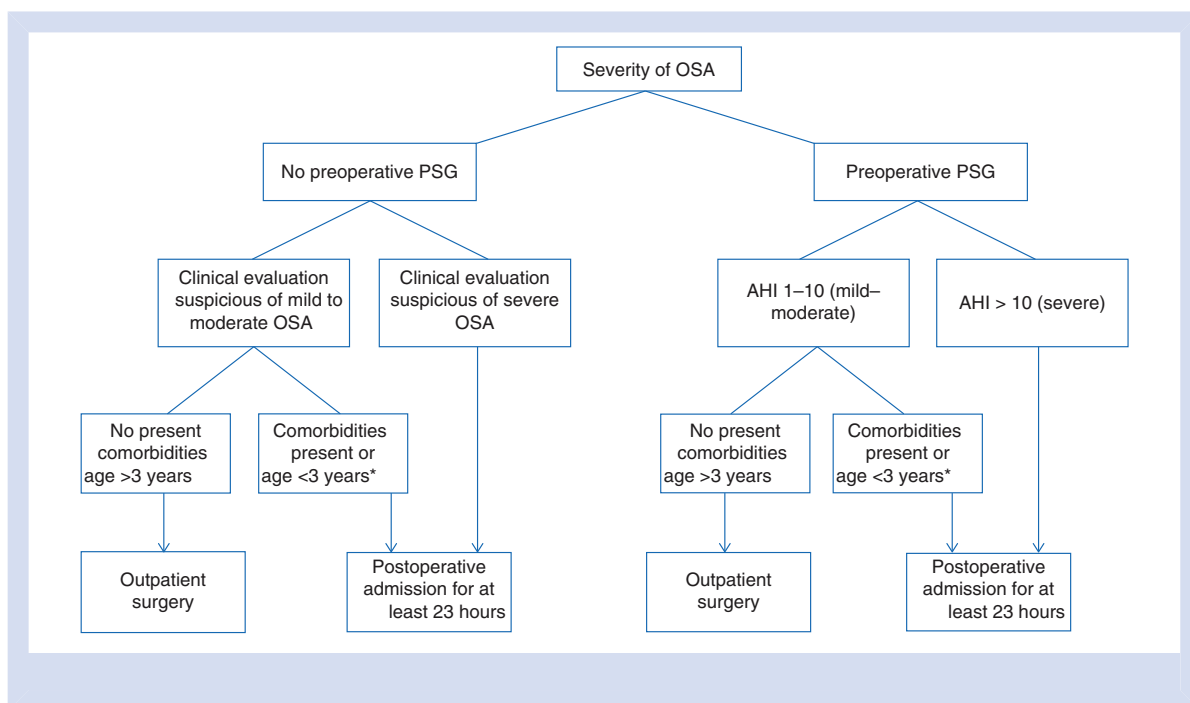 Severity of OSA
No preoperative PSG
Preoperative PSG
Clinical evaluation
suspicious of mild to
moderate OSA
Clinical evaluation
suspicious of severe
OSA
AHI 1–10 (mild–
moderate)
AHI > 10 (severe)
No present
comorbidities
age >3 years
Comorbidities
present or
age <3 years*
No present
comorbidities
age >3 years
Comorbidities
present or
age <3 years*
Outpatient
surgery
Postoperative
admission for at
least 23 hours
Outpatient
surgery
Postoperative
admission for at
least 23 hours